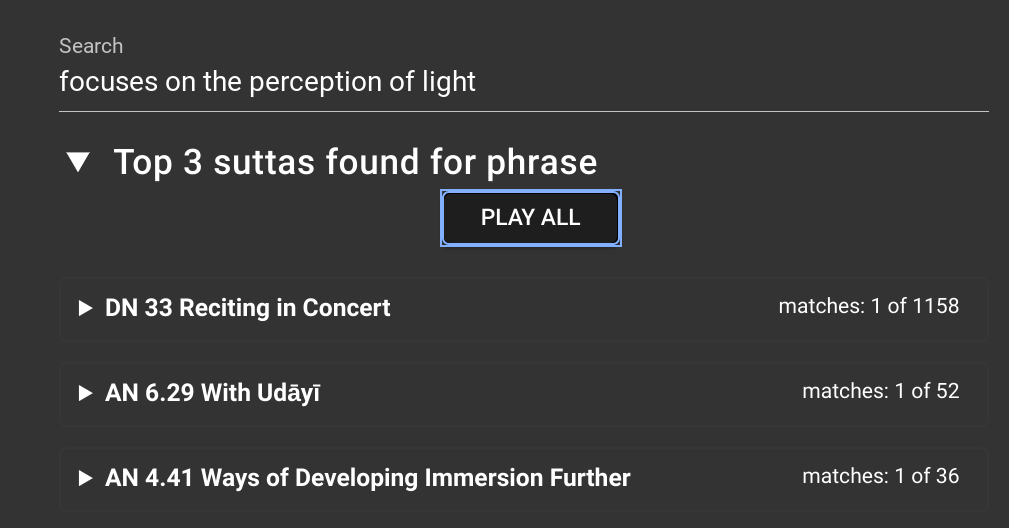 Search
focuses on the perception of light
Top 3 suttas found for phrase
PLAY ALL
DN 33 Reciting in Concert matches: 1 of 1158
AN 6.29 With Udāyī matches: 1 of 52
AN 4.41 Ways of Developing Immersion Further matches: 1 of 36